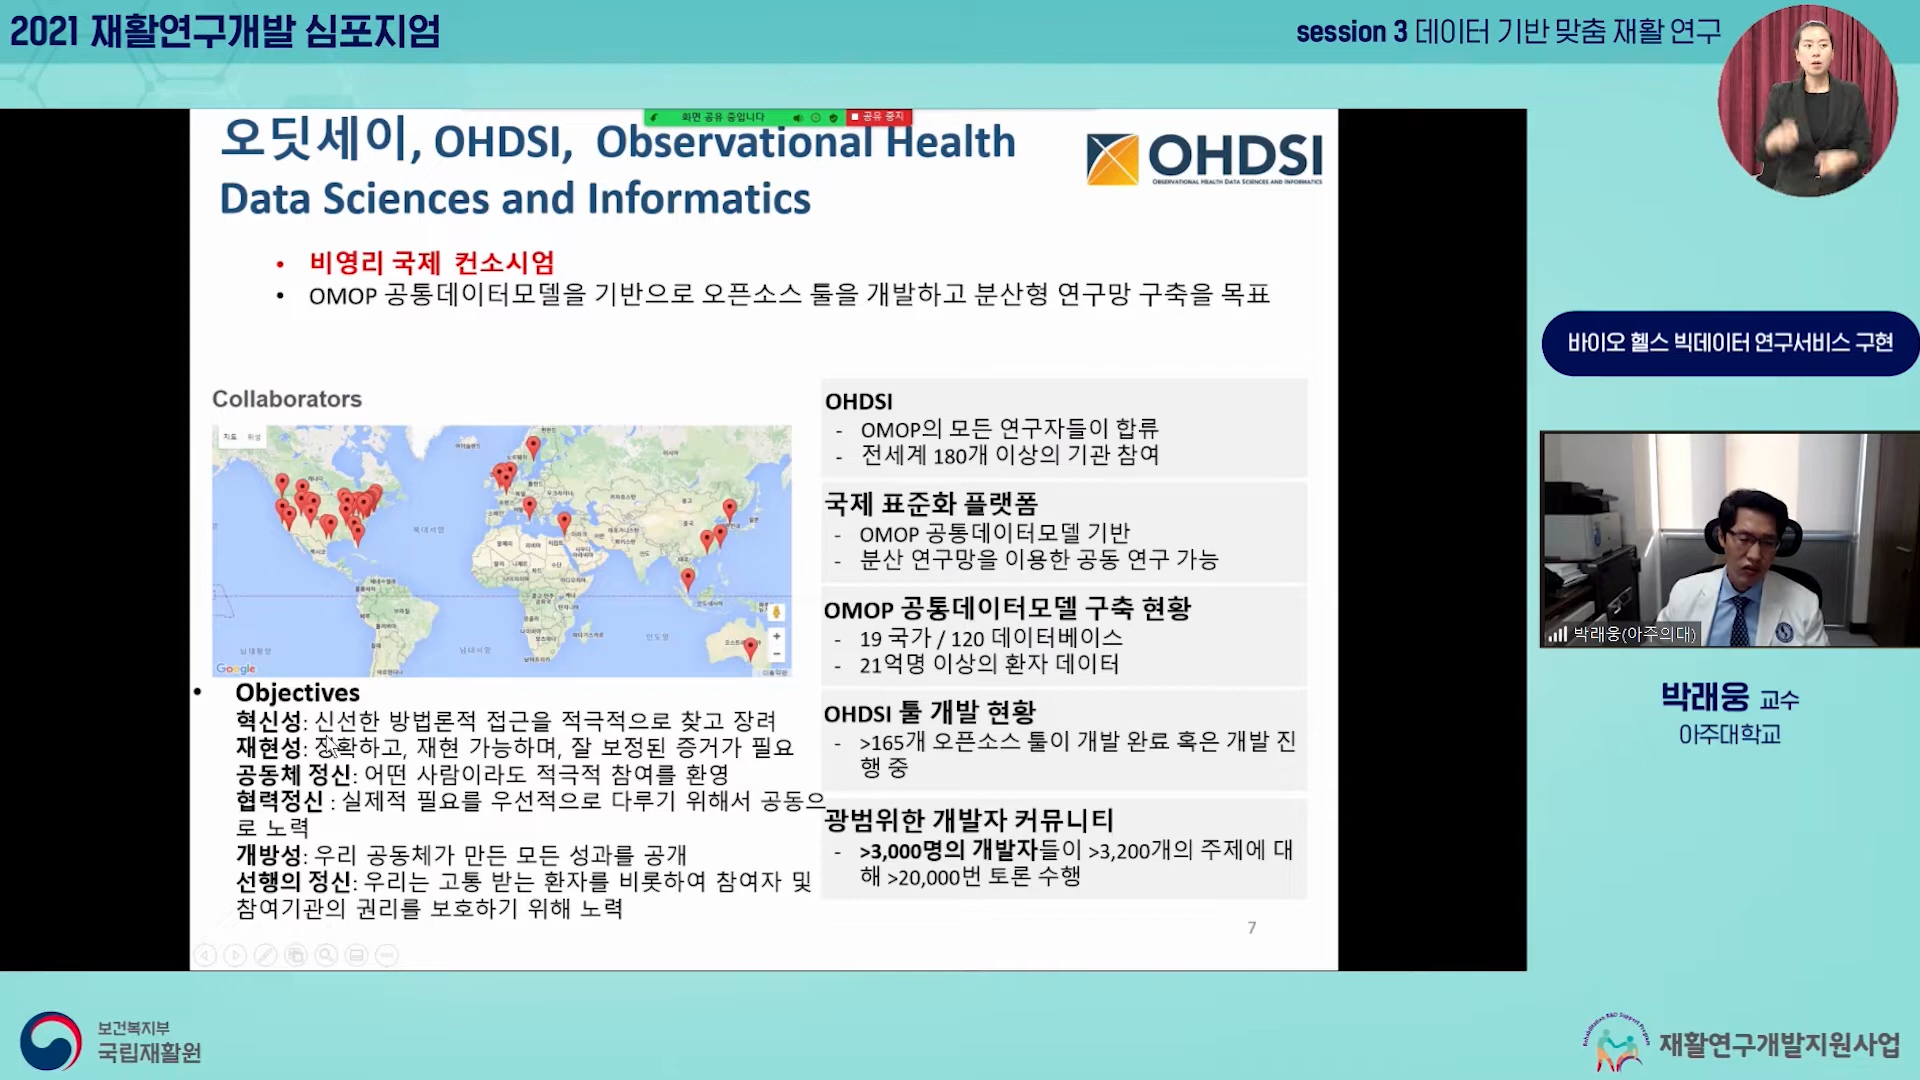 2021 재활연구개발 심포지엄
session 3 데이터 기반 맞춤 재활 연구
화면 공유 중입니다
공유 중지
오딧세이, OHDSI, Observational Health
Data Sciences and Informatics
OHDSI
OBSERVATIONAL HEALTH DATA SCIENCES AND INFORMATICS
• 비영리 국제 컨소시엄
• OMOP 공통데이터모델을 기반으로 오픈소스 툴을 개발하고 분산형 연구망 구축을 목표
Collaborators
지도 위성
북대서양
남대서양
인도양
Google
• Objectives
혁신성: 신선한 방법론적 접근을 적극적으로 찾고 장려
재현성: 정확하고, 재현 가능하며, 잘 보정된 증거가 필요
공동체 정신: 어떤 사람이라도 적극적 참여를 환영
협력정신 : 실제적 필요를 우선적으로 다루기 위해서 공동으
로 노력
개방성: 우리 공동체가 만든 모든 성과를 공개
선행의 정신: 우리는 고통 받는 환자를 비롯하여 참여자 및
참여기관의 권리를 보호하기 위해 노력
OHDSI
- OMOP의 모든 연구자들이 합류
- 전세계 180개 이상의 기관 참여
국제 표준화 플랫폼
- OMOP 공통데이터모델 기반
- 분산 연구망을 이용한 공동 연구 가능
OMOP 공통데이터모델 구축 현황
- 19 국가 / 120 데이터베이스
- 21억명 이상의 환자 데이터
OHDSI 툴 개발 현황
- >165개 오픈소스 툴이 개발 완료 혹은 개발 진
행 중
광범위한 개발자 커뮤니티
- >3,000명의 개발자들이 >3,200개의 주제에 대
해 >20,000번 토론 수행
7
바이오 헬스 빅데이터 연구서비스 구현
박래웅(아주의대)
박래웅 교수
아주대학교
보건복지부
국립재활원
Rehabilitation R&D Support Program
재활연구개발지원사업